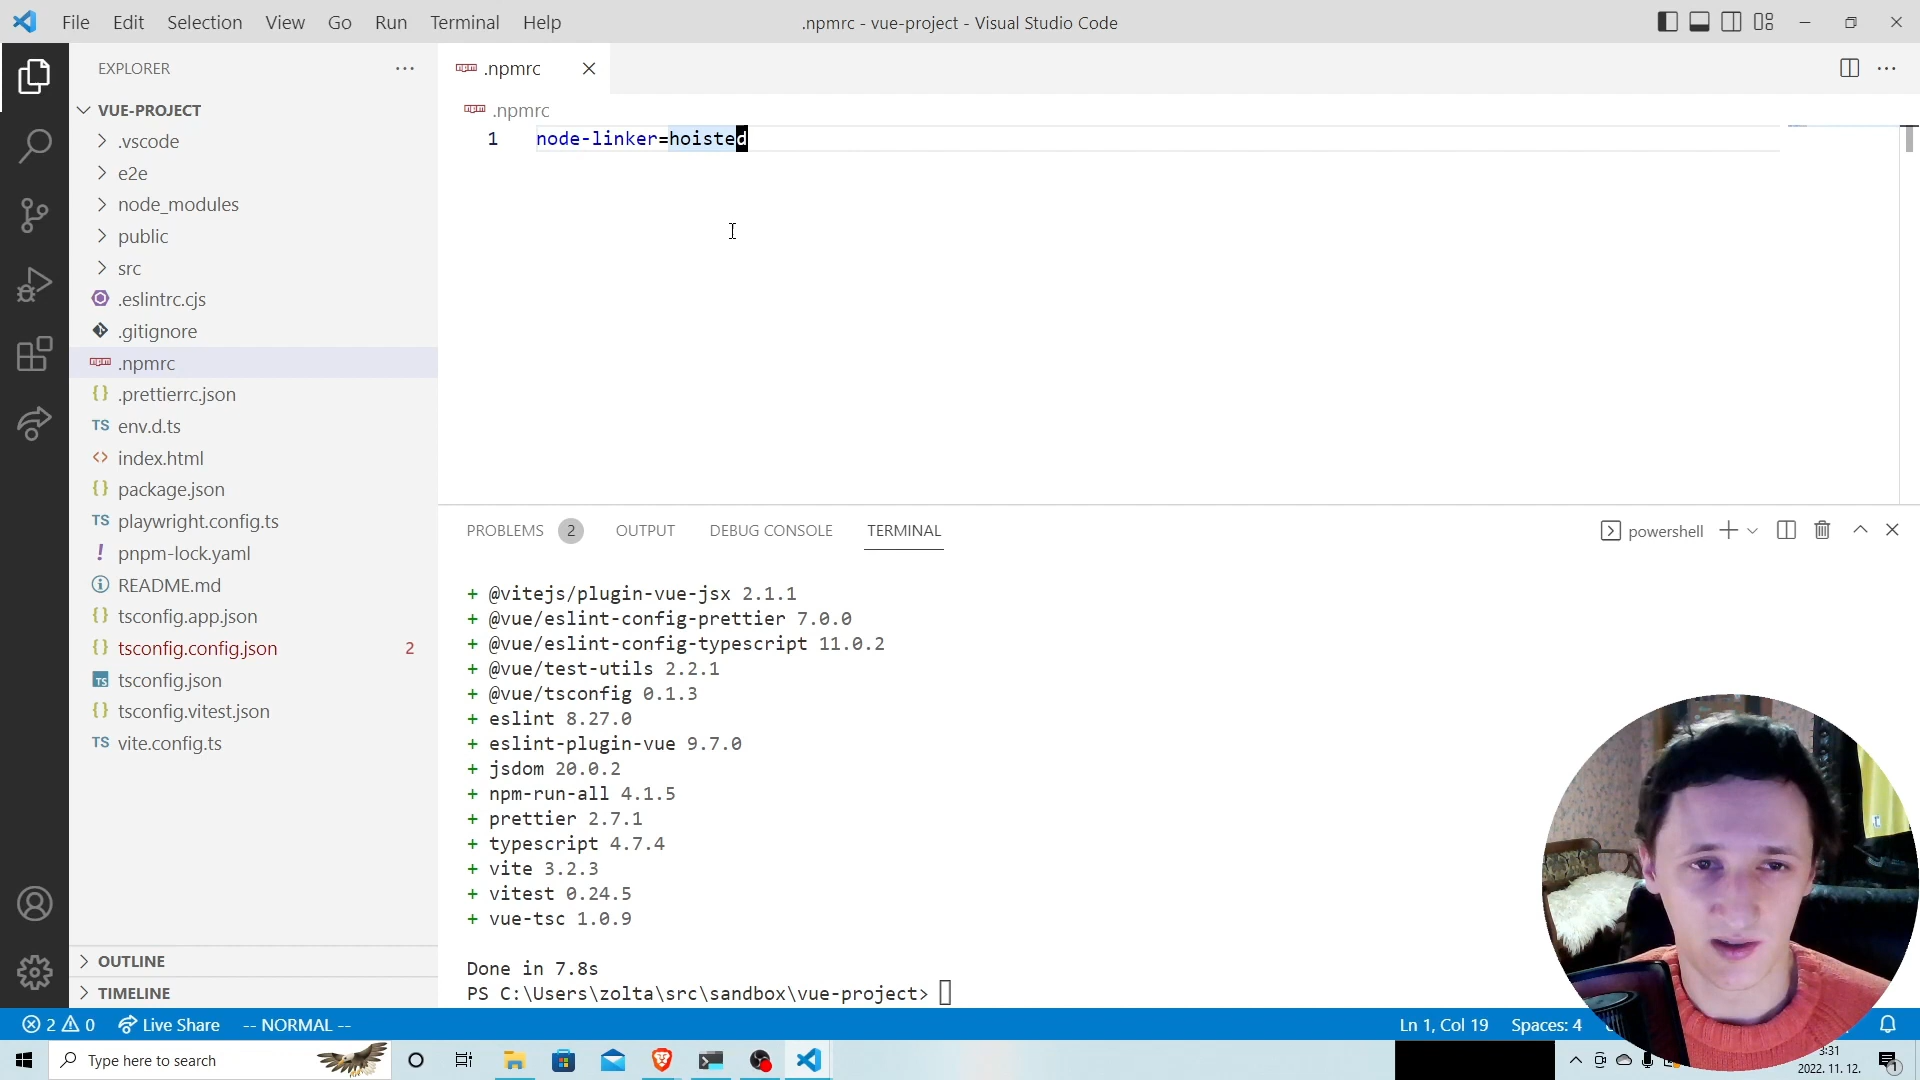 File Edit Selection View Go Run Terminal Help
.npmrc - vue-project - Visual Studio Code
EXPLORER
VUE-PROJECT
.vscode
e2e
node_modules
public
src
.eslintrc.cjs
.gitignore
.npmrc
.prettierrc.json
TS env.d.ts
index.html
package.json
TS playwright.config.ts
pnpm-lock.yaml
README.md
tsconfig.app.json
tsconfig.config.json 2
TS tsconfig.json
tsconfig.vitest.json
TS vite.config.ts
OUTLINE
TIMELINE
.npmrc
.npmrc
1 node-linker=hoisted
PROBLEMS 2 OUTPUT DEBUG CONSOLE TERMINAL
powershell
+ @vitejs/plugin-vue-jsx 2.1.1
+ @vue/eslint-config-prettier 7.0.0
+ @vue/eslint-config-typescript 11.0.2
+ @vue/test-utils 2.2.1
+ @vue/tsconfig 0.1.3
+ eslint 8.27.0
+ eslint-plugin-vue 9.7.0
+ jsdom 20.0.2
+ npm-run-all 4.1.5
+ prettier 2.7.1
+ typescript 4.7.4
+ vite 3.2.3
+ vitest 0.24.5
+ vue-tsc 1.0.9
Done in 7.8s
PS C:\Users\zolta\src\sandbox\vue-project>
2 0 Live Share -- NORMAL --
Ln 1, Col 19 Spaces: 4
Type here to search
3:31
2022. 11. 12.
1